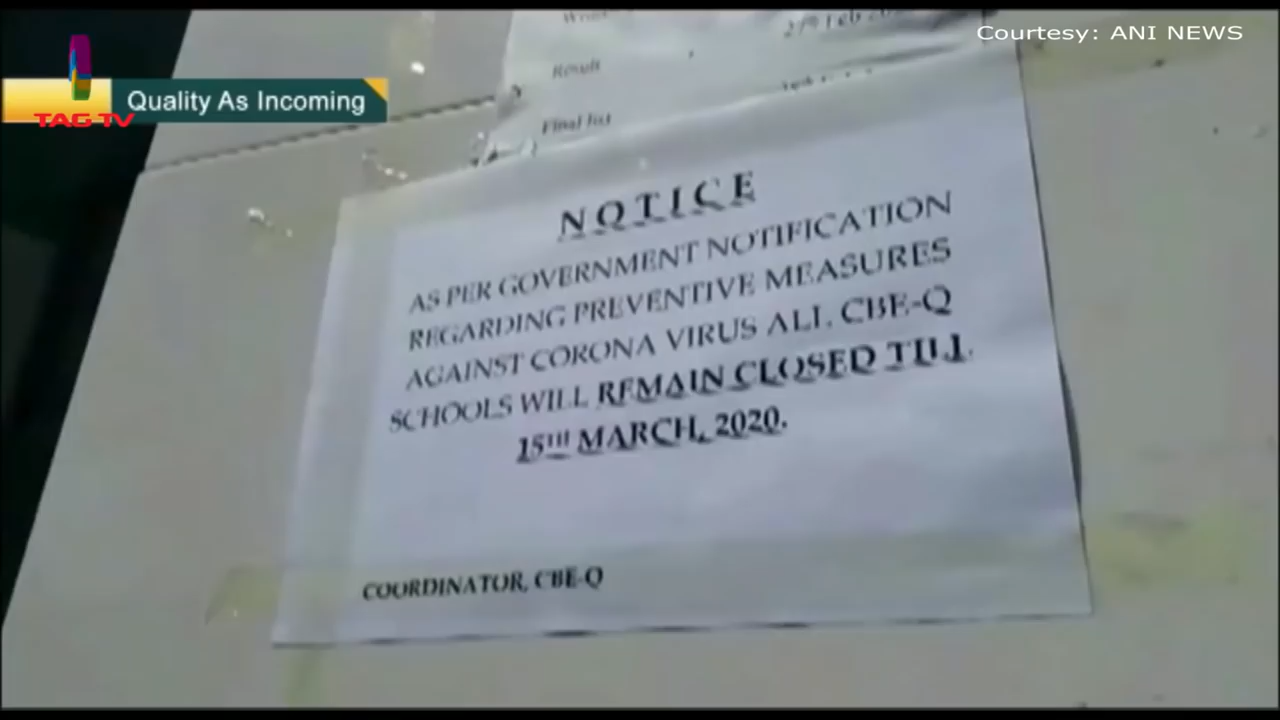 Courtesy: ANI NEWS
Quality As Incoming
TAG TV
Result
Final list
NOTICE
AS PER GOVERNMENT NOTIFICATION
REGARDING PREVENTIVE MEASURES
AGAINST CORONA VIRUS ALL CBE-Q
SCHOOLS WILL REMAIN CLOSED TILL
15TH MARCH, 2020.
COORDINATOR, CBE-Q